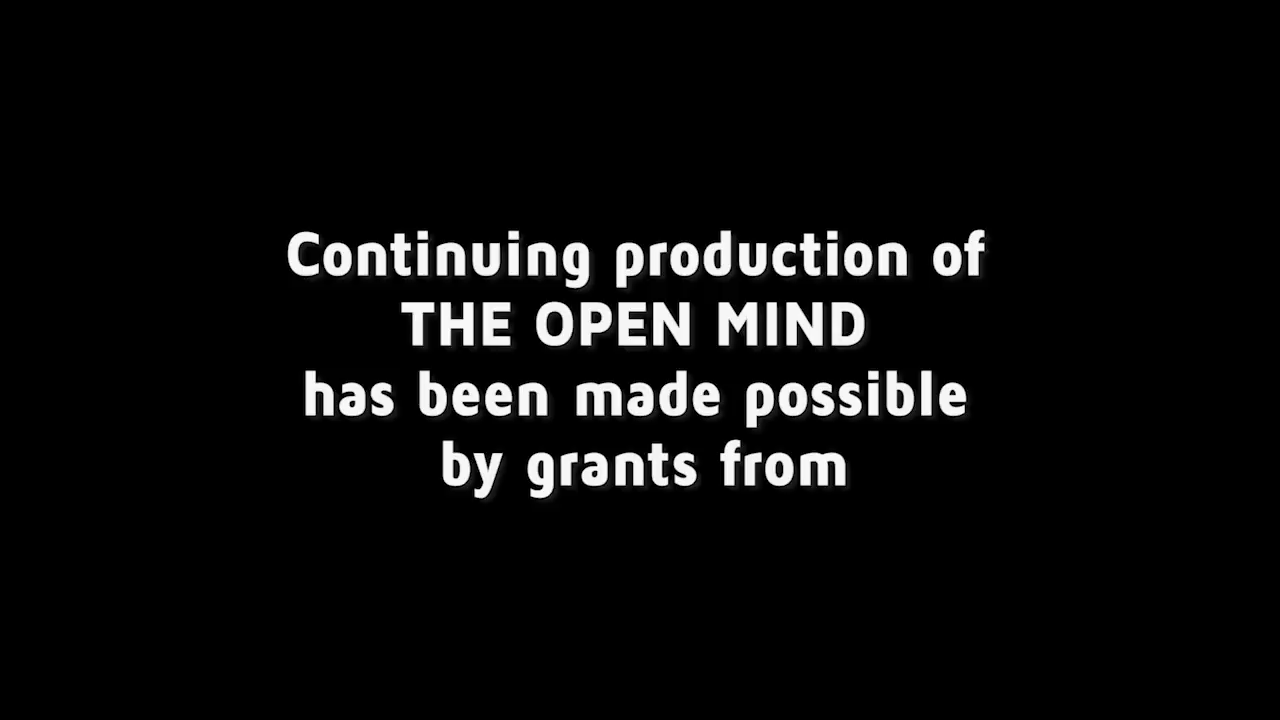 Continuing production of
THE OPEN MIND
has been made possible
by grants from